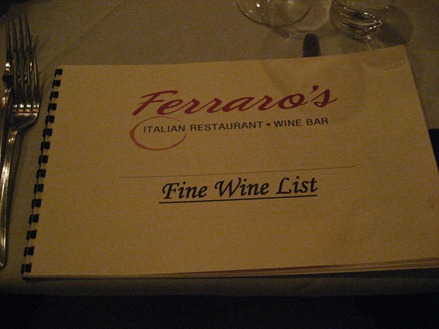 Ferraro's
ITALIAN RESTAURANT • WINE BAR
Fine Wine List